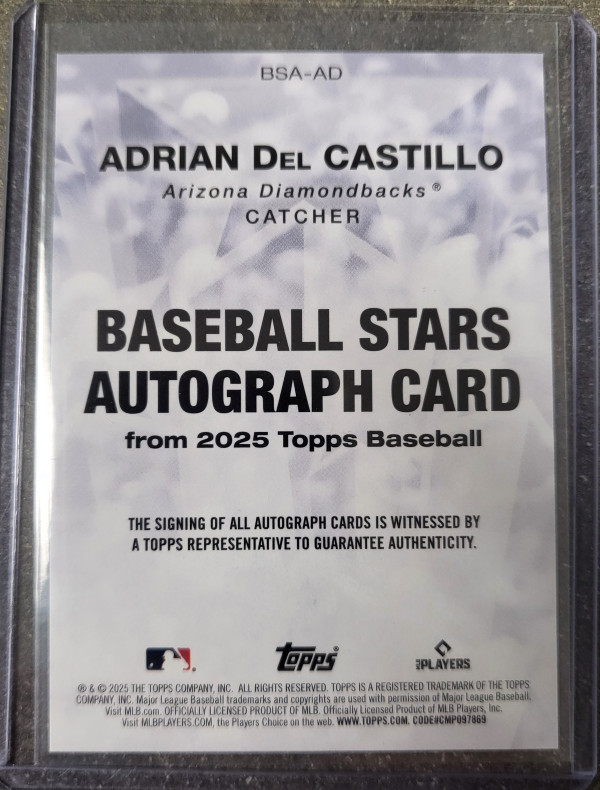 BSA-AD
ADRIAN DEL CASTILLO
Arizona Diamondbacks®
CATCHER
BASEBALL STARS
AUTOGRAPH CARD
from 2025 Topps Baseball
THE SIGNING OF ALL AUTOGRAPH CARDS IS WITNESSED BY
A TOPPS REPRESENTATIVE TO GUARANTEE AUTHENTICITY.
topps® MLB PLAYERS
® & © 2025 THE TOPPS COMPANY, INC. ALL RIGHTS RESERVED. TOPPS IS A REGISTERED TRADEMARK OF THE TOPPS
COMPANY, INC. Major League Baseball trademarks and copyrights are used with permission of Major League Baseball.
Visit MLB.com. OFFICIALLY LICENSED PRODUCT OF MLB. Officially Licensed Product of MLB Players, Inc.
Visit MLBPLAYERS.COM, the Players Choice on the web. WWW.TOPPS.COM. CODE#CMP097869